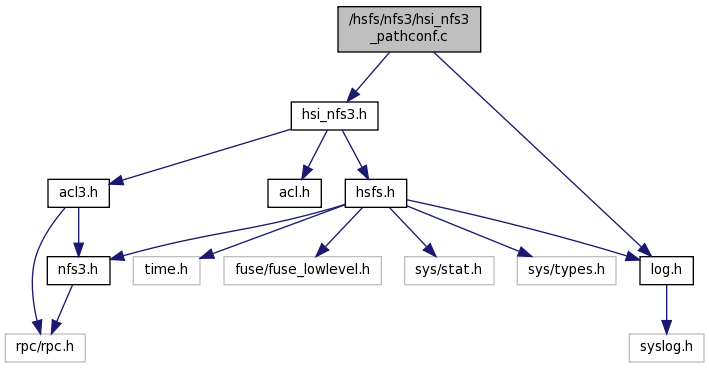 /hsfs/nfs3/hsi_nfs3
_pathconf.c
hsi_nfs3.h
acl3.h
acl.h
hsfs.h
nfs3.h
time.h
fuse/fuse_lowlevel.h
sys/stat.h
sys/types.h
log.h
rpc/rpc.h
syslog.h